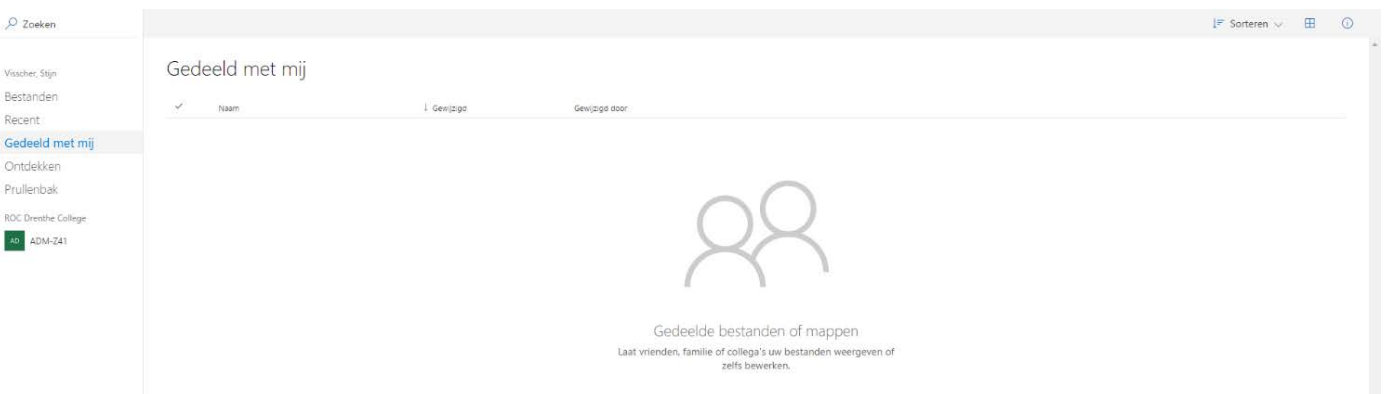 Zoeken
Sorteren
Visscher, Stijn
Bestanden
Recent
Gedeeld met mij
Ontdekken
Prullenbak
ROC Drenthe College
AD ADM-Z41
Gedeeld met mij
Naam Gewijzigd Gewijzigd door
Gedeelde bestanden of mappen
Laat vrienden, familie of collega's uw bestanden weergeven of
zelfs bewerken.